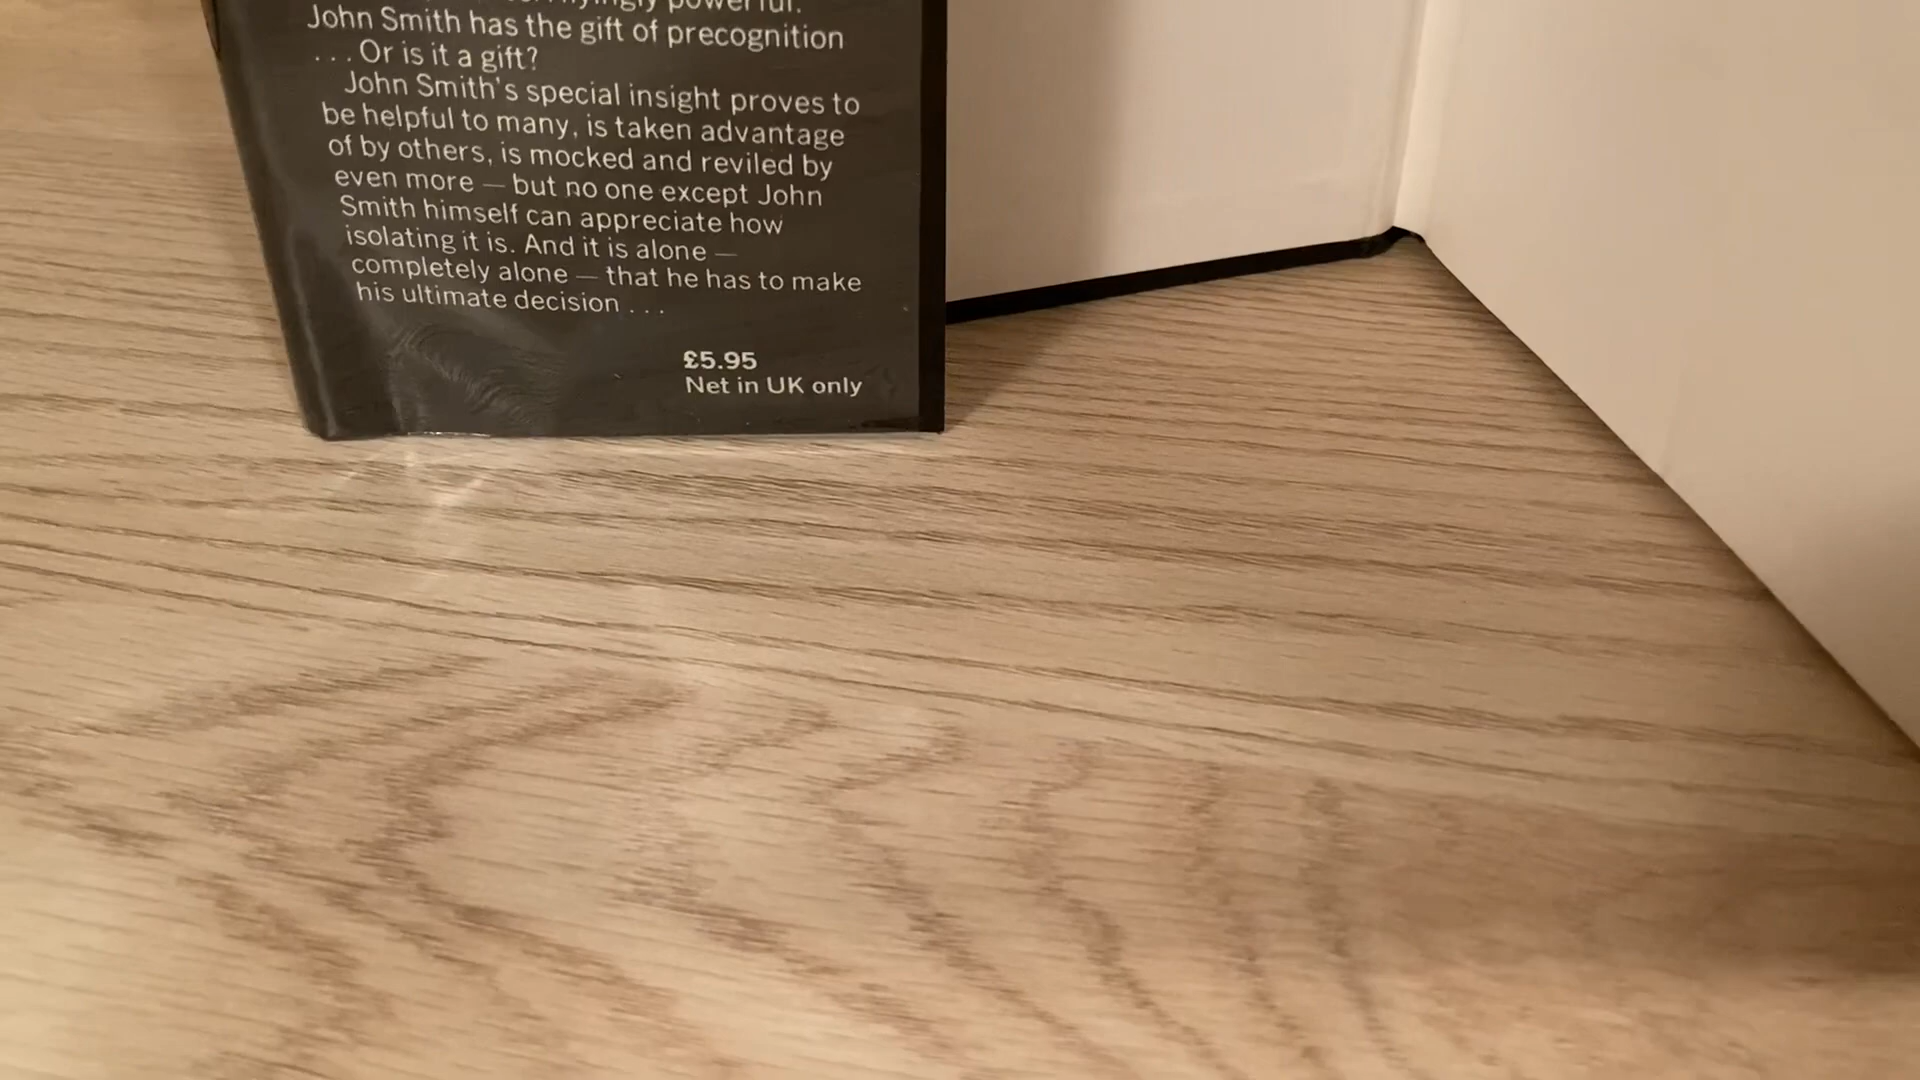 powerful.
John Smith has the gift of precognition
. . . Or is it a gift?
John Smith's special insight proves to
be helpful to many, is taken advantage
of by others, is mocked and reviled by
even more — but no one except John
Smith himself can appreciate how
isolating it is. And it is alone —
completely alone — that he has to make
his ultimate decision . . .
£5.95
Net in UK only